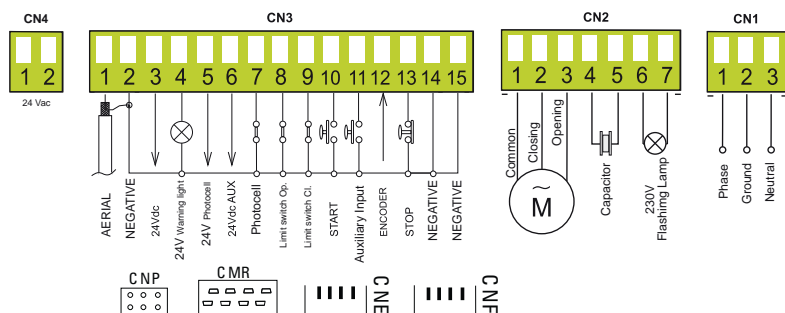 CN4
CN3
CN2
CN1
1 2
1 2 3 4 5 6 7 8 9 10 11 12 13 14 15
1 2 3 4 5 6 7
1 2 3
24 Vac
AERIAL
NEGATIVE
24Vdc
24V Warning light
24V Photocell
24Vdc AUX
Photocell
Limit switch Op.
Limit switch Cl.
START
Auxiliary Input
ENCODER
STOP
NEGATIVE
NEGATIVE
Common
Closing
Opening
~
M
Capacitor
230V
Flashimg Lamp
Phase
Ground
Neutral
CNP
CMR
CNE
CNF